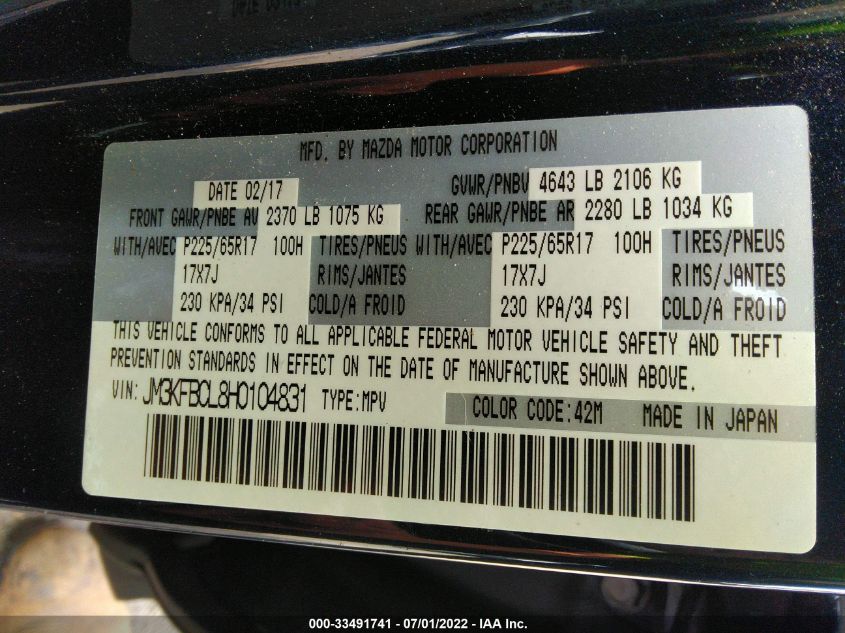 MFD. BY MAZDA MOTOR CORPORATION
DATE 02/17 GVWR/PNBV 4643 LB 2106 KG
FRONT GAWR/PNBE AV 2370 LB 1075 KG REAR GAWR/PNBE AR 2280 LB 1034 KG
WITH/AVEC P225/65R17 100H TIRES/PNEUS WITH/AVEC P225/65R17 100H TIRES/PNEUS
17X7J RIMS/JANTES 17X7J RIMS/JANTES
230 KPA/34 PSI COLD/A FROID 230 KPA/34 PSI COLD/A FROID
THIS VEHICLE CONFORMS TO ALL APPLICABLE FEDERAL MOTOR VEHICLE SAFETY AND THEFT
PREVENTION STANDARDS IN EFFECT ON THE DATE OF MANUFACTURE SHOWN ABOVE.
VIN: JM3KFBCL8H0104831 TYPE:MPV COLOR CODE:42M MADE IN JAPAN
000-33491741 - 07/01/2022 - IAA Inc.